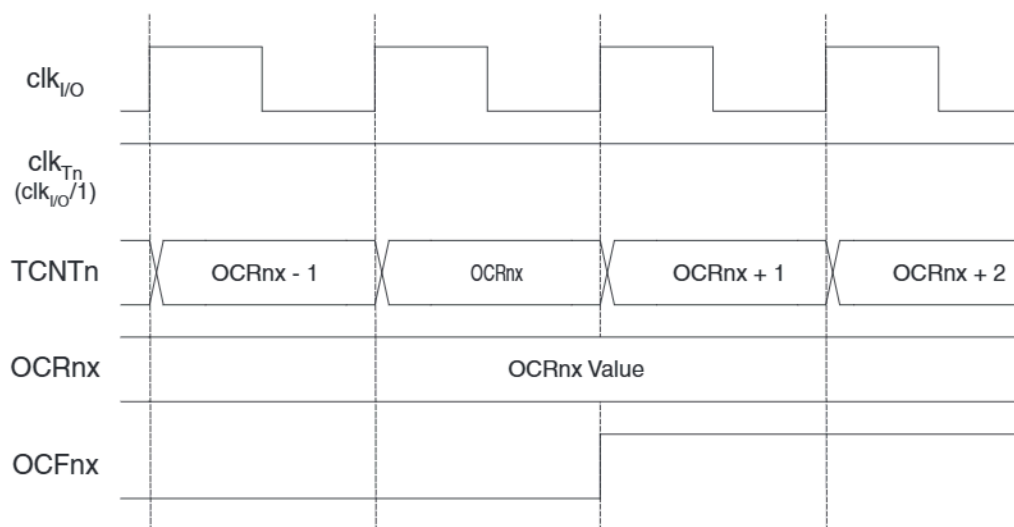 clkI/O
clkTn
(clkI/O/1)
TCNTn
OCRnx - 1
OCRnx
OCRnx + 1
OCRnx + 2
OCRnx
OCRnx Value
OCFnx